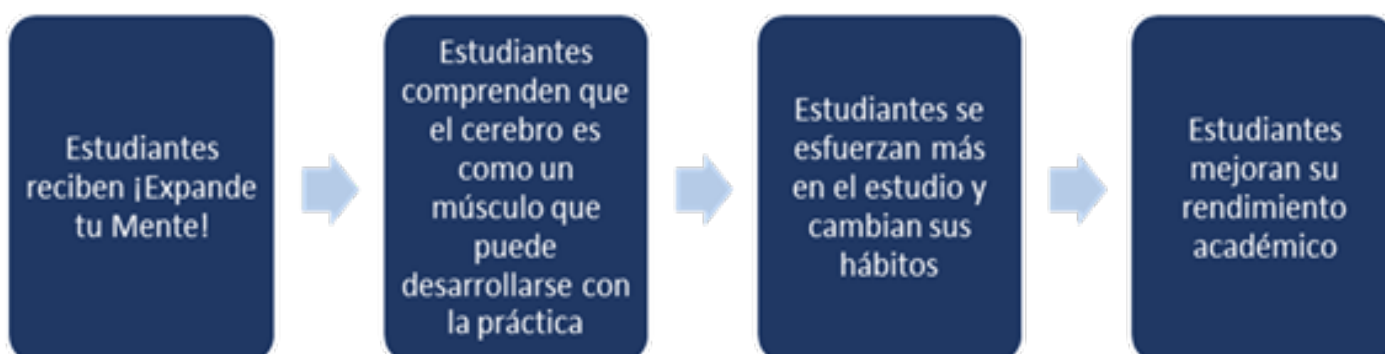 Estudiantes
reciben ¡Expande
tu Mente!
Estudiantes
comprenden que
el cerebro es
como un
músculo que
puede
desarrollarse con
la práctica
Estudiantes se
esfuerzan más
en el estudio y
cambian sus
hábitos
Estudiantes
mejoran su
rendimiento
académico